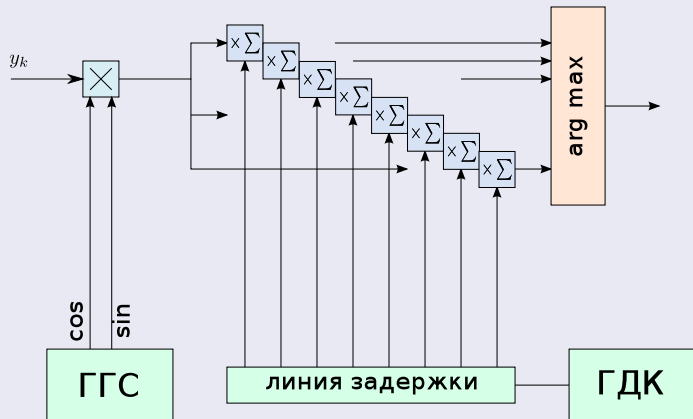 y_k
×
× Σ
× Σ
× Σ
× Σ
× Σ
× Σ
× Σ
× Σ
arg max
cos
sin
ГГС
линия задержки
ГДК